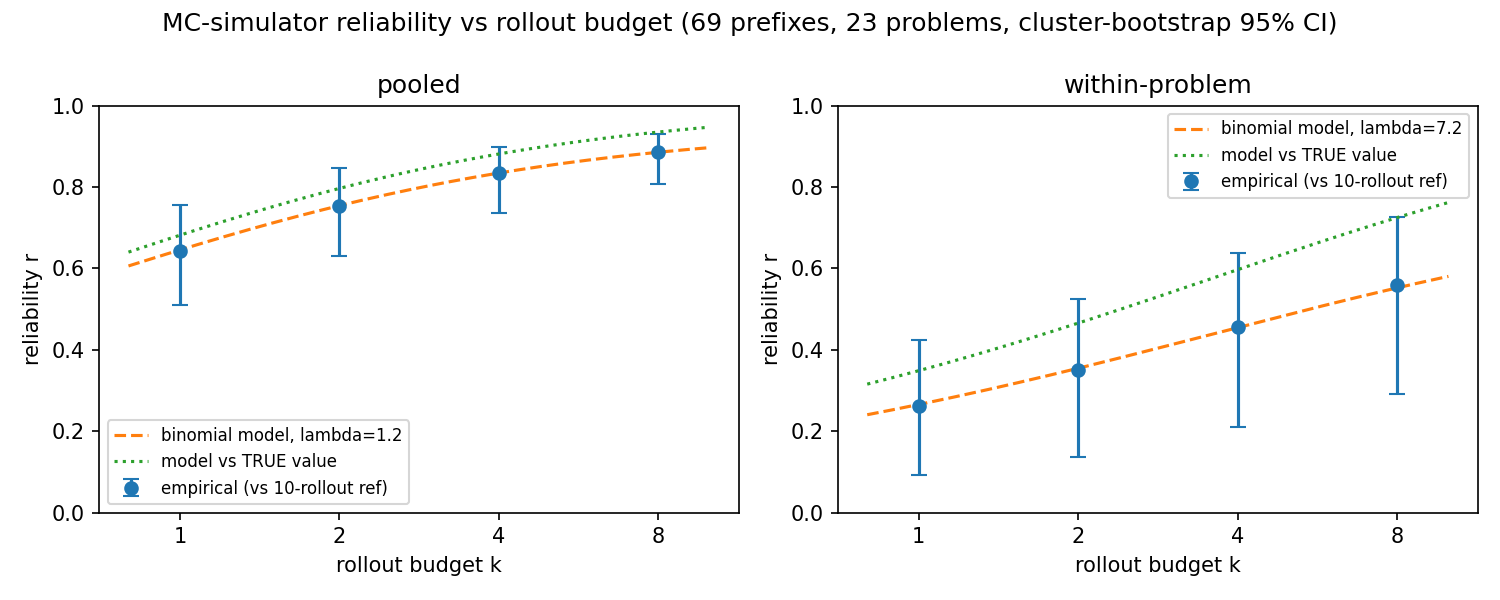 MC-simulator reliability vs rollout budget (69 prefixes, 23 problems, cluster-bootstrap 95% CI)
pooled
1.0
0.8
0.6
0.4
0.2
0.0
reliability r
binomial model, lambda=1.2
model vs TRUE value
empirical (vs 10-rollout ref)
1 2 4 8
rollout budget k
within-problem
1.0
0.8
0.6
0.4
0.2
0.0
reliability r
binomial model, lambda=7.2
model vs TRUE value
empirical (vs 10-rollout ref)
1 2 4 8
rollout budget k